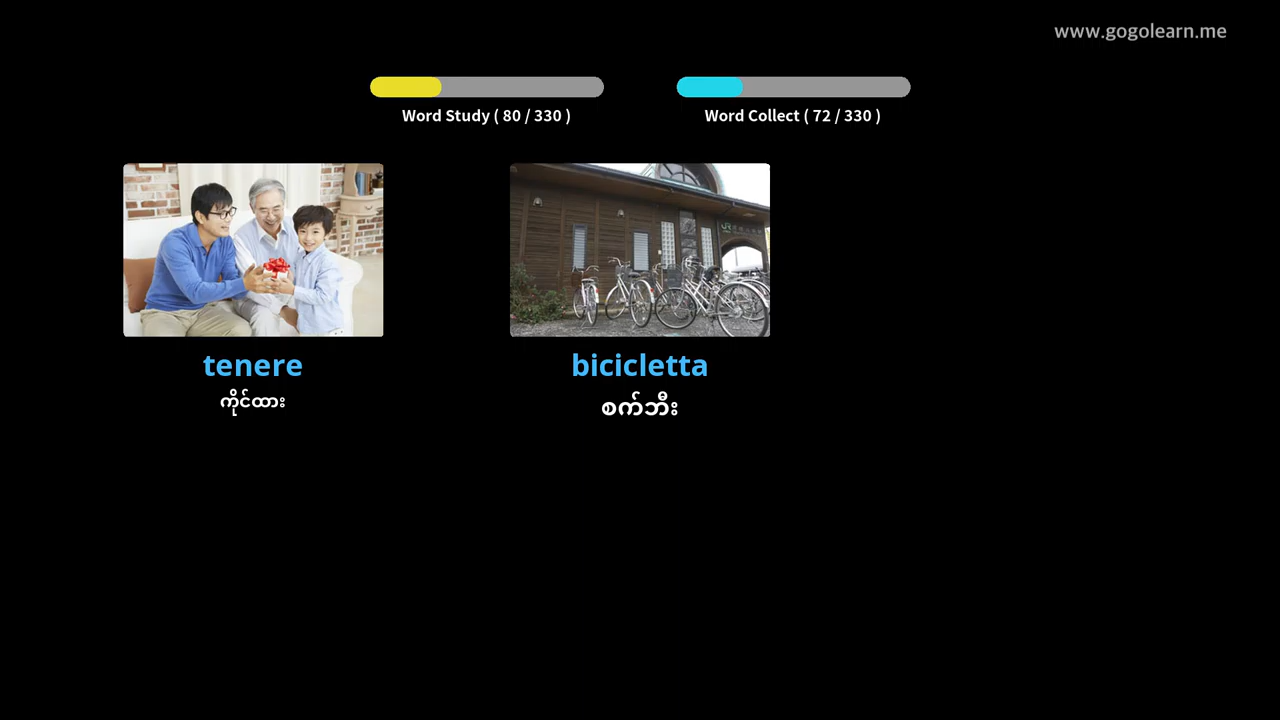 www.gogolearn.me
Word Study ( 80 / 330 )
Word Collect ( 72 / 330 )
JR
tenere
ကိုင်ထား
bicicletta
စက်ဘီး